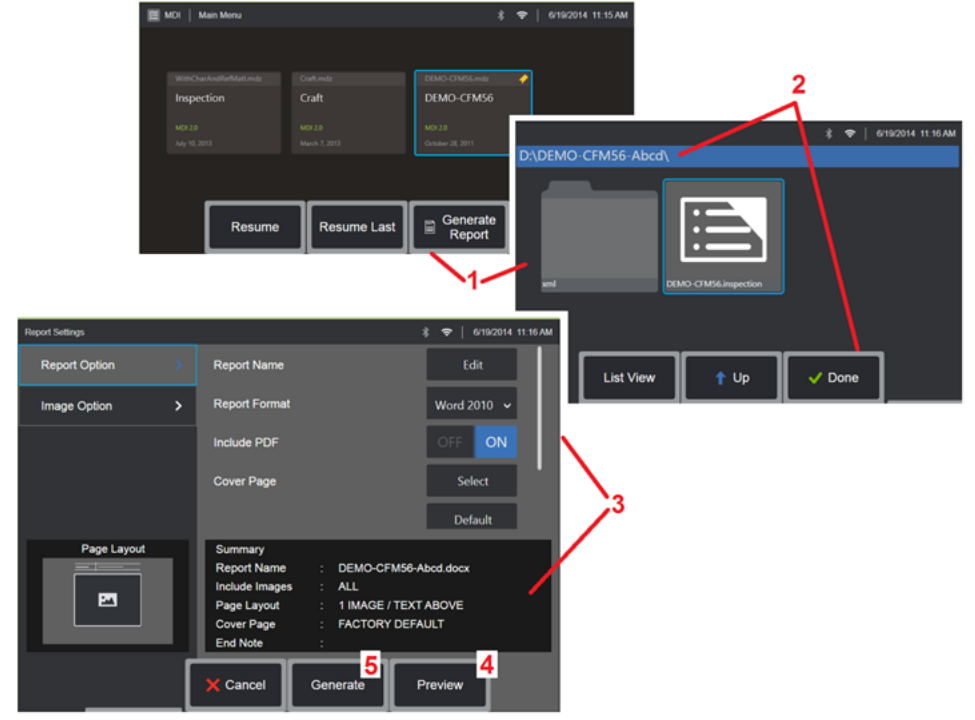 MDI | Main Menu
6/19/2014 11:15 AM
WithCharAndRefMatl.mdz
Inspection
MDI 2.0
July 10, 2013
Craft.mdz
Craft
MDI 2.0
March 7, 2013
DEMO-CFM56.mdz
DEMO-CFM56
MDI 2.0
October 28, 2011
Resume
Resume Last
Generate
Report
1
2
6/19/2014 11:16 AM
D:\DEMO-CFM56-Abcd\
xml
DEMO-CFM56.inspection
List View
Up
Done
Report Settings
6/19/2014 11:16 AM
Report Option
Image Option
Report Name
Edit
Report Format
Word 2010
Include PDF
OFF ON
Cover Page
Select
Default
3
Page Layout
Summary
Report Name : DEMO-CFM56-Abcd.docx
Include Images : ALL
Page Layout : 1 IMAGE / TEXT ABOVE
Cover Page : FACTORY DEFAULT
End Note :
Cancel
Generate
5
Preview
4